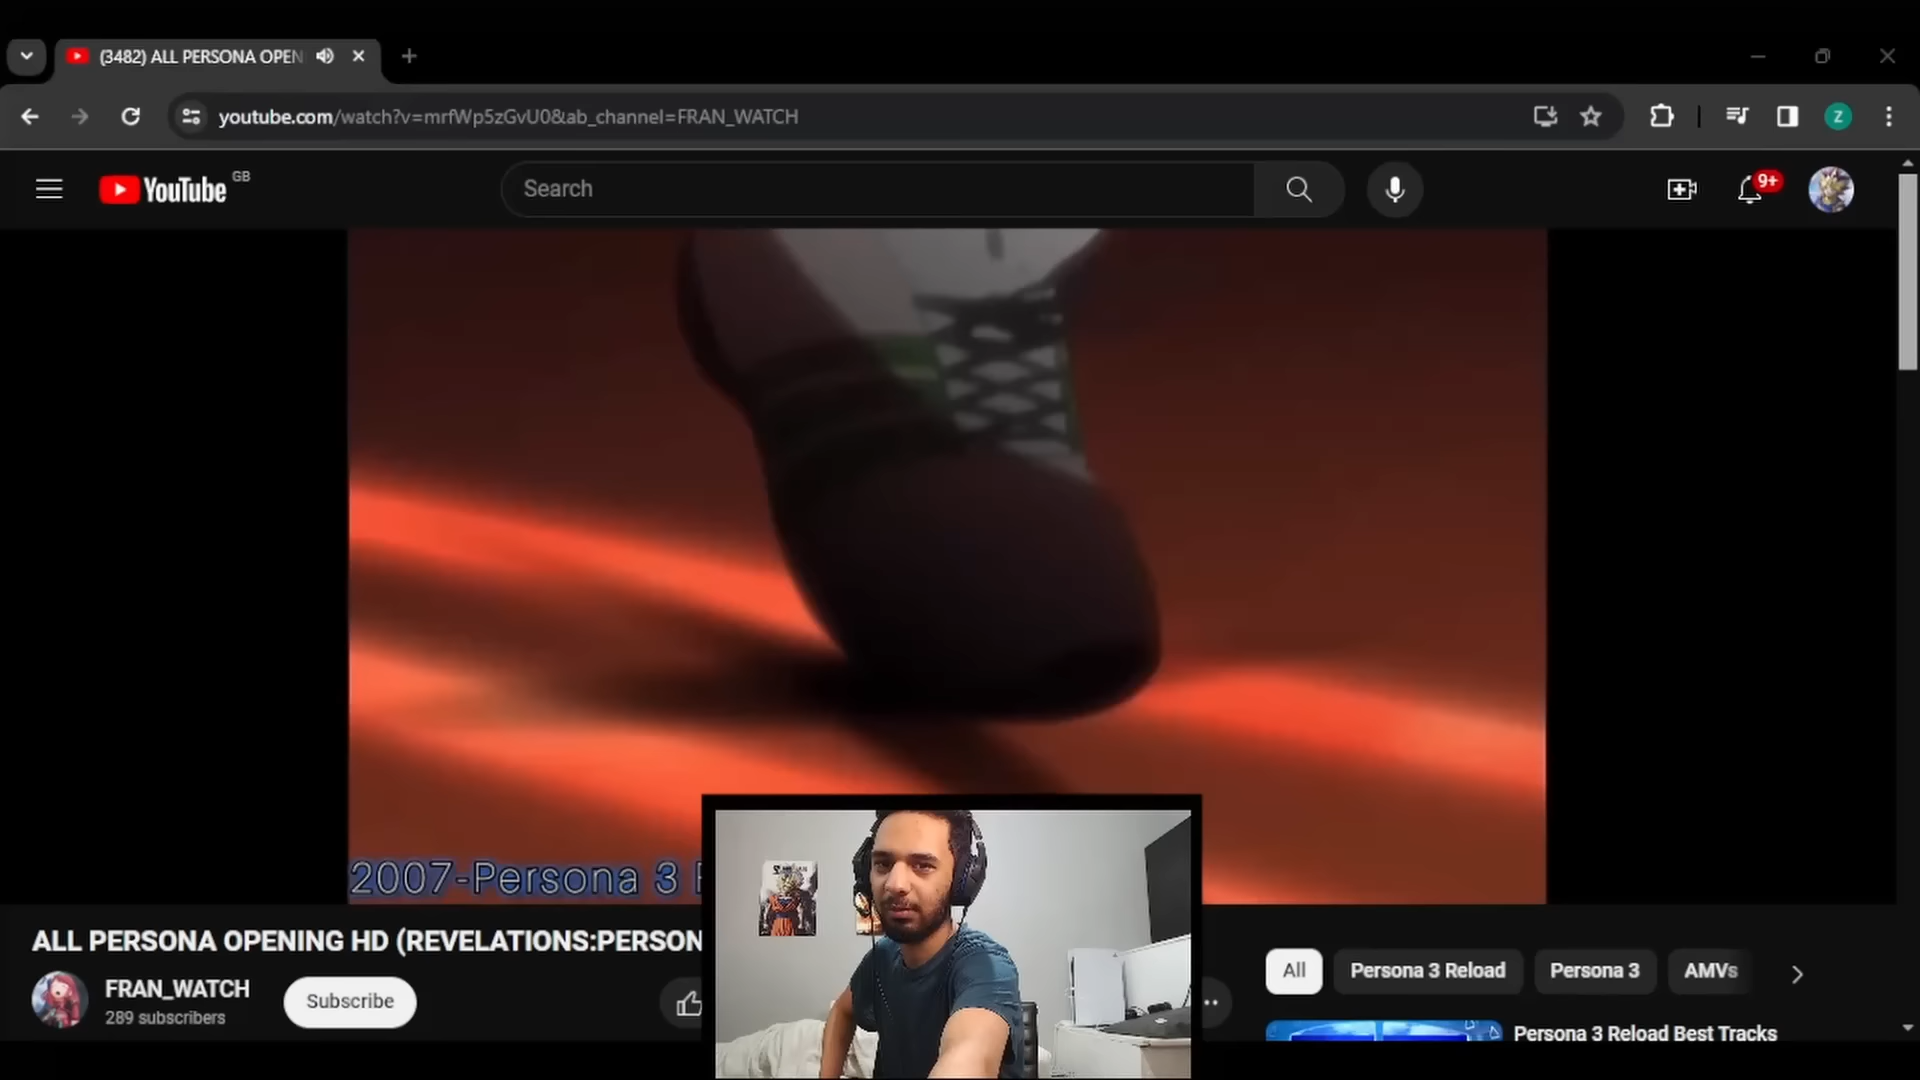 (3482) ALL PERSONA OPEN
youtube.com/watch?v=mrfWp5zGvU0&ab_channel=FRAN_WATCH
Z
YouTube GB
Search
9+
2007-Persona 3
ALL PERSONA OPENING HD (REVELATIONS:PERSON
FRAN_WATCH
289 subscribers
Subscribe
All
Persona 3 Reload
Persona 3
AMVs
Persona 3 Reload Best Tracks